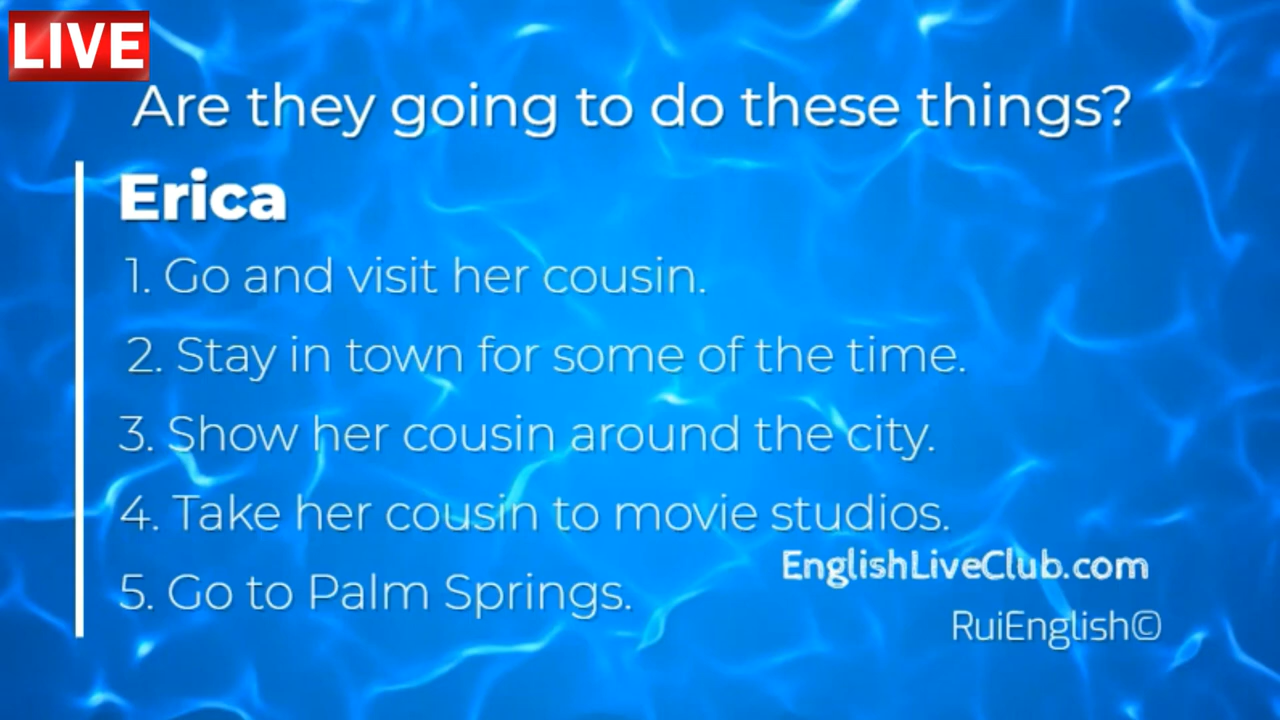 LIVE
Are they going to do these things?
Erica
1. Go and visit her cousin.
2. Stay in town for some of the time.
3. Show her cousin around the city.
4. Take her cousin to movie studios.
5. Go to Palm Springs.
EnglishLiveClub.com
RuiEnglish©